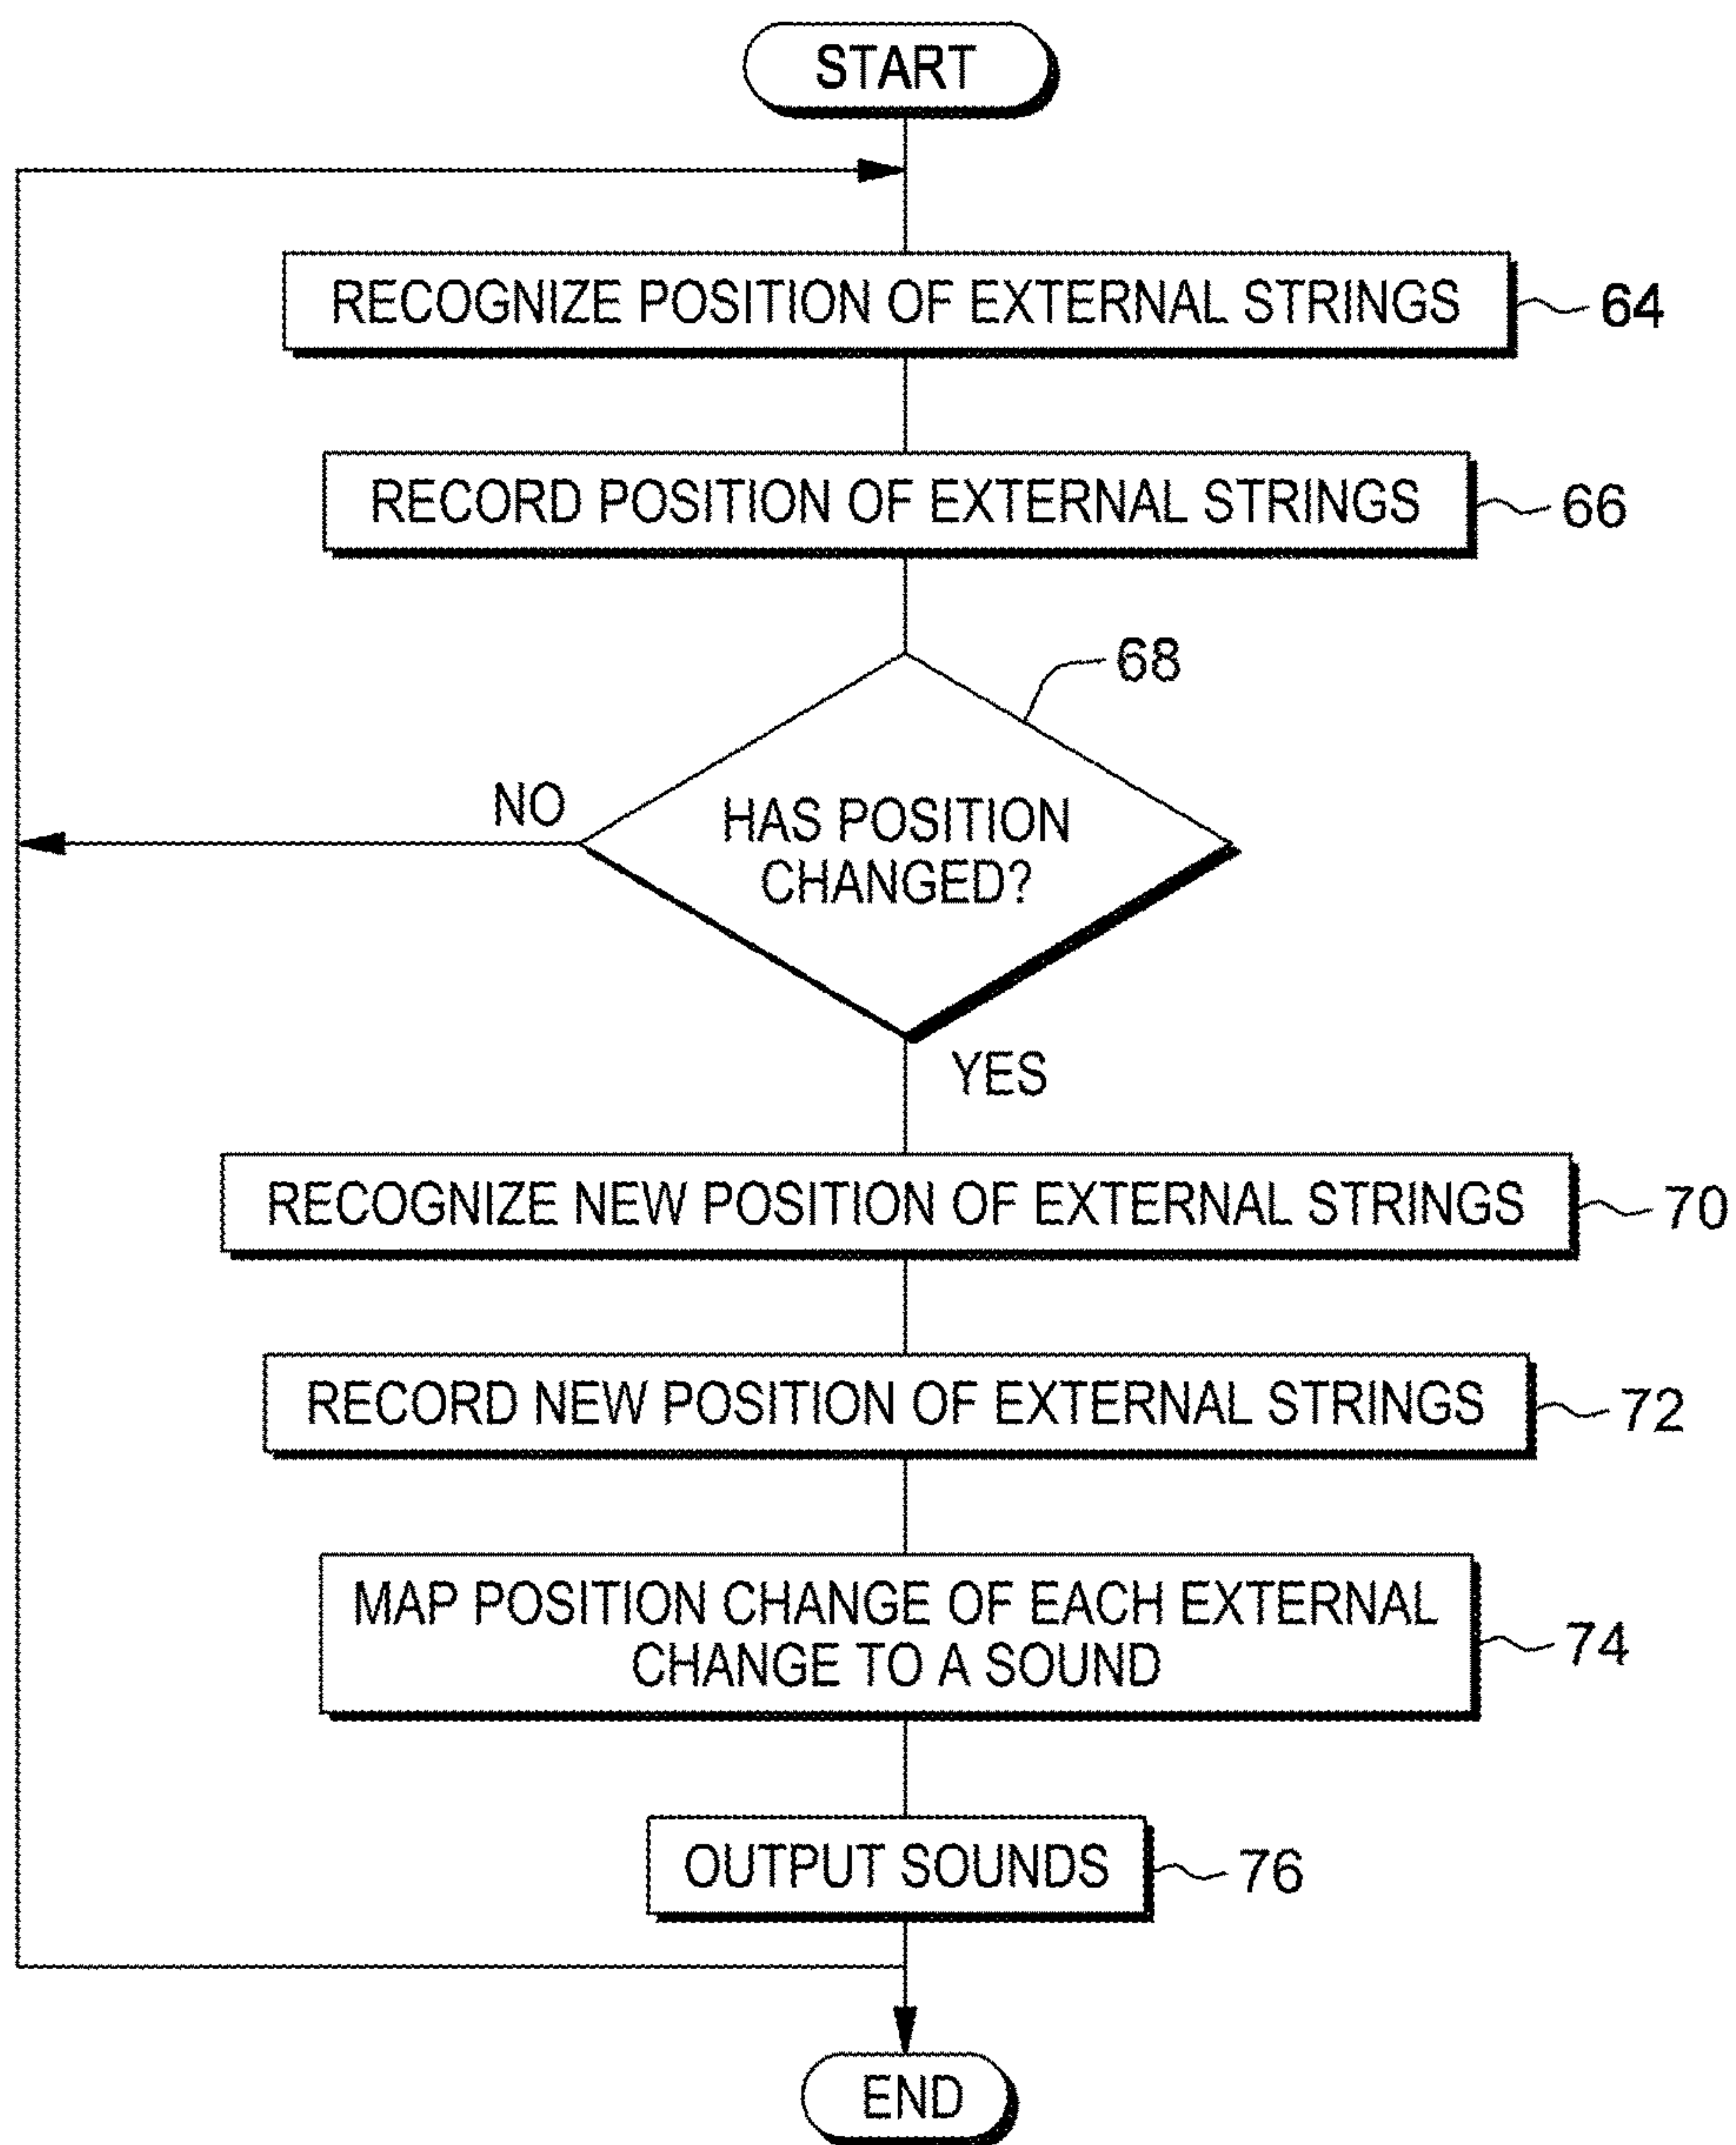 START
RECOGNIZE POSITION OF EXTERNAL STRINGS
64
RECORD POSITION OF EXTERNAL STRINGS
66
68
NO
HAS POSITION
CHANGED?
YES
RECOGNIZE NEW POSITION OF EXTERNAL STRINGS
70
RECORD NEW POSITION OF EXTERNAL STRINGS
72
MAP POSITION CHANGE OF EACH EXTERNAL
CHANGE TO A SOUND
74
OUTPUT SOUNDS
76
END